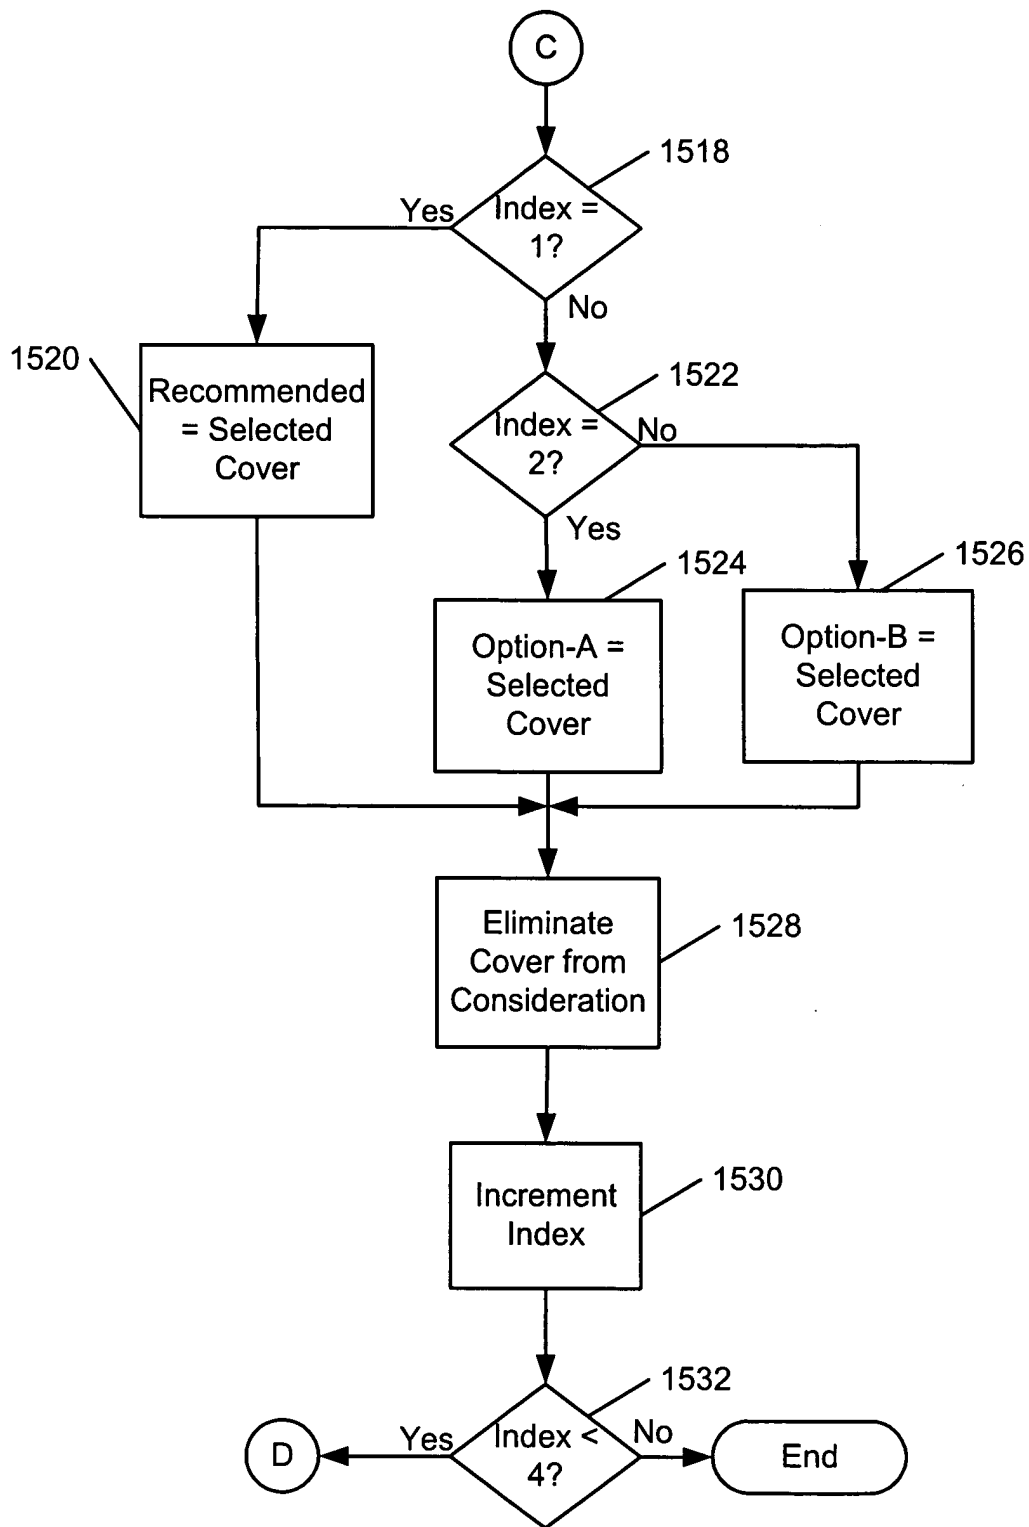 C
1518
Yes
Index =
1?
No
1520
Recommended
= Selected
Cover
1522
Index =
2?
No
Yes
1524
1526
Option-A =
Selected
Cover
Option-B =
Selected
Cover
Eliminate
Cover from
Consideration
1528
Increment
Index
1530
1532
D
Yes
Index <
4?
No
End